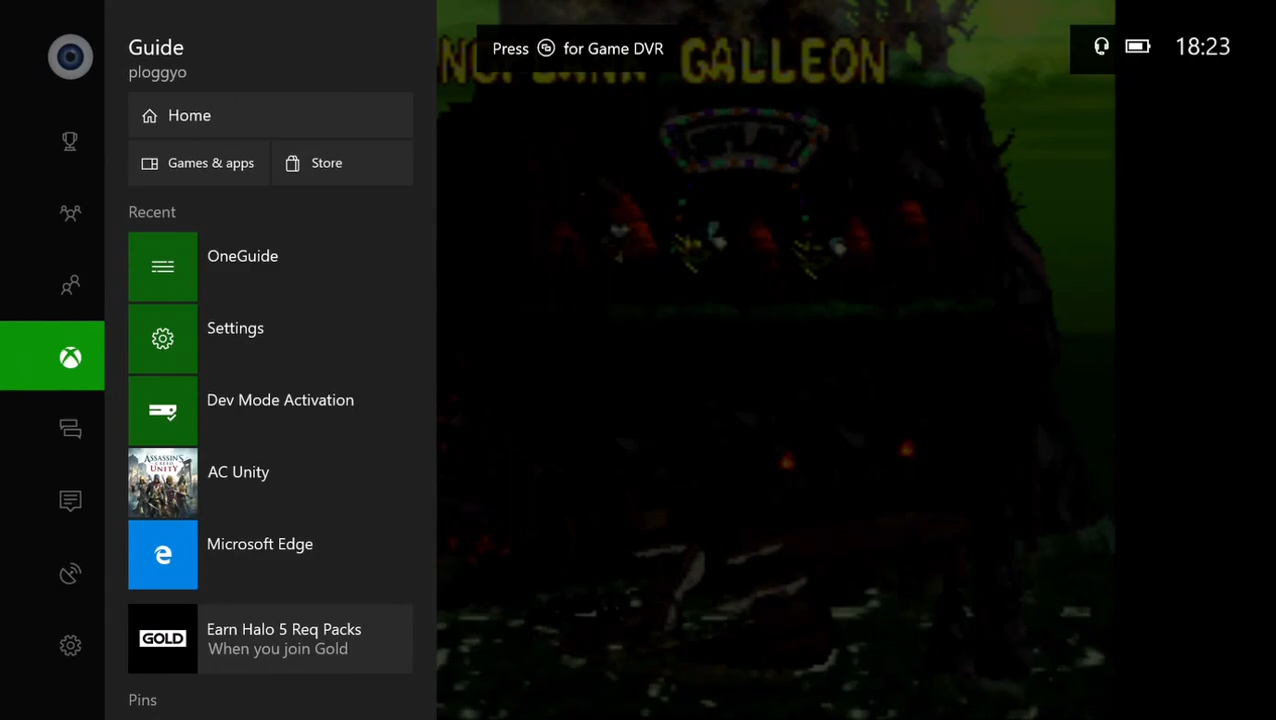 Guide
ploggyo
Home
Games & apps
Store
Recent
OneGuide
Settings
Dev Mode Activation
ASSASSIN'S
CREED
UNITY
AC Unity
Microsoft Edge
GOLD
Earn Halo 5 Req Packs
When you join Gold
Pins
Press for Game DVR
GALLEON
18:23